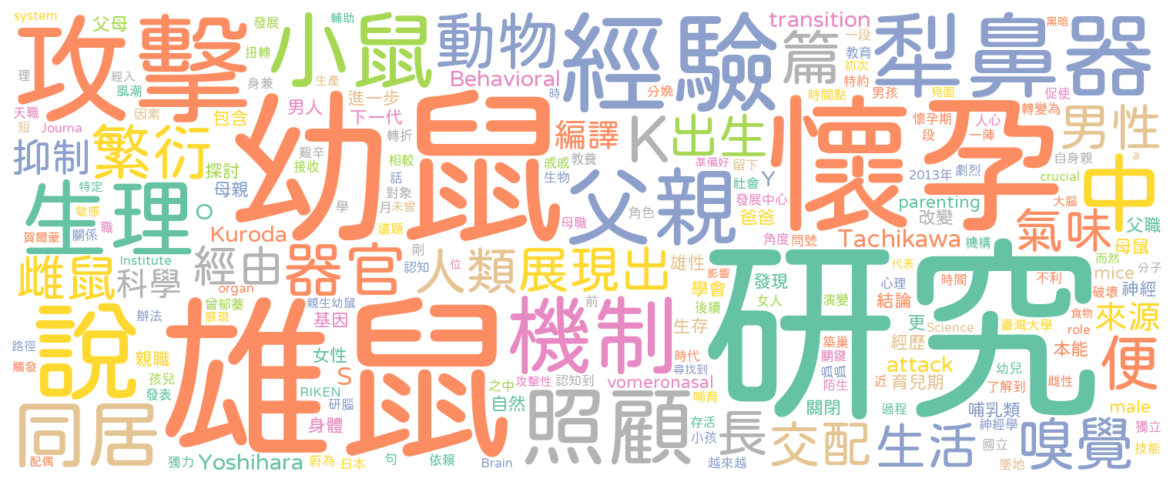 system
父母
發展
輔助
攻擊
小鼠
動物
經驗
transition
一段
黑暗
篇
犁鼻器
扭轉
Behavioral
教育
初次
理
經入
身兼
生產
時
分娩
特約
見面
促使
風潮
時間點
男孩
轉變為
天職
因素
男人
進一步
懷孕期
人心
短
Journa
包含
下一代
編譯
K
出生
懷孕
段
一陣
男性
繁衍
幼鼠
轉折
抑制
探討
艱辛
接收
相較
教養
戚戚
準備好
留下
自身親
母親
話
生物
父親
社會
Y
2013年
劇烈
a
特定
對象
發展中心
crucial
中
生理
。
學
月
未曾
角色
爸爸
parenting
大腦
敏感
職
母職
改變
父職
賀爾蒙
關係
Kuroda
議題
角度
問號
Tachikawa
機構
氣味
母鼠
Institute
剛
認知
雄性
影響
代表
而然
雌鼠
科學
經由
器官
人類
展現出
學會
發現
心理
結論
mice
分子
神經
organ
位
女人
演變
時間
不利
破壞
曾郁蓁
親生幼鼠
前
後續
更
食物
展現
基因
機制
生存
Science
臺灣大學
role
來源
說
辦法
雄鼠
築巢
經歷
研究
路徑
女性
時代
關鍵
本能
親職
攻擊性
認知到
尋找到
呱呱
attack
幼兒
便
觸發
孩兒
S
之中
vomeronasal
陌生
近
育兒期
了解到
雌性
發表
RIKEN
研腦
自然
哺育
關閉
過程
哺乳類
male
同居
身體
照顧
存活
長
交配
神經學
獨立
小孩
生活
國立
嗅覺
技能
配偶
獨力
Yoshihara
蔚為
日本
句
依賴
Brain
越來越
墜地